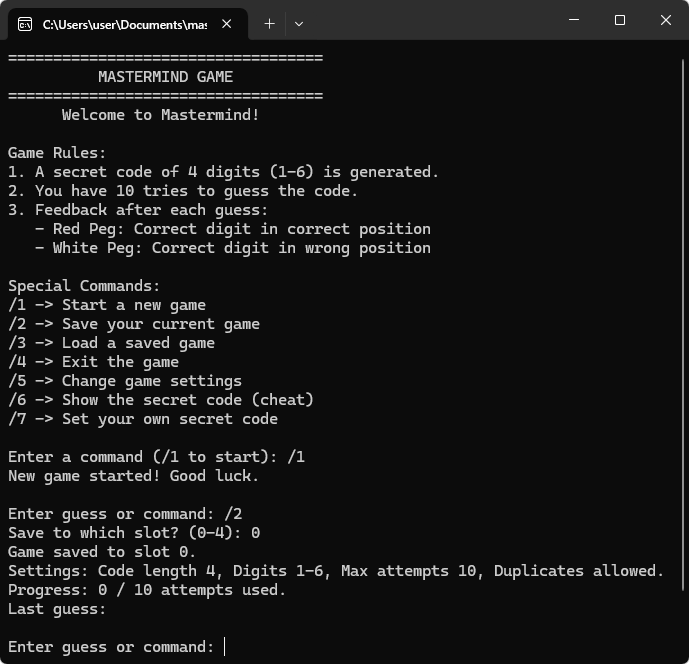 C:\Users\user\Documents\mas
===================================
MASTERMIND GAME
===================================
Welcome to Mastermind!
Game Rules:
1. A secret code of 4 digits (1-6) is generated.
2. You have 10 tries to guess the code.
3. Feedback after each guess:
- Red Peg: Correct digit in correct position
- White Peg: Correct digit in wrong position
Special Commands:
/1 -> Start a new game
/2 -> Save your current game
/3 -> Load a saved game
/4 -> Exit the game
/5 -> Change game settings
/6 -> Show the secret code (cheat)
/7 -> Set your own secret code
Enter a command (/1 to start): /1
New game started! Good luck.
Enter guess or command: /2
Save to which slot? (0-4): 0
Game saved to slot 0.
Settings: Code length 4, Digits 1-6, Max attempts 10, Duplicates allowed.
Progress: 0 / 10 attempts used.
Last guess:
Enter guess or command: